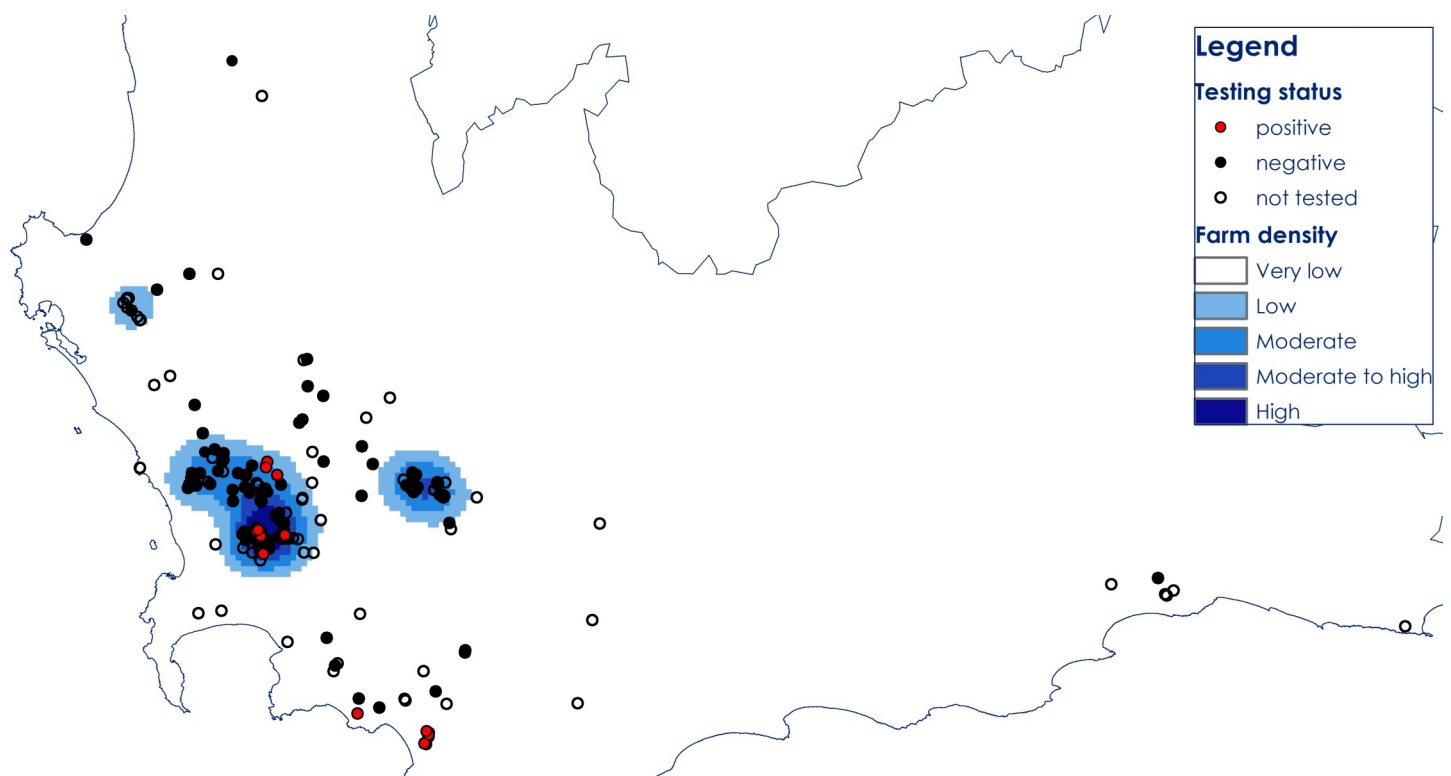 Legend
Testing status
positive
negative
not tested
Farm density
Very low
Low
Moderate
Moderate to high
High